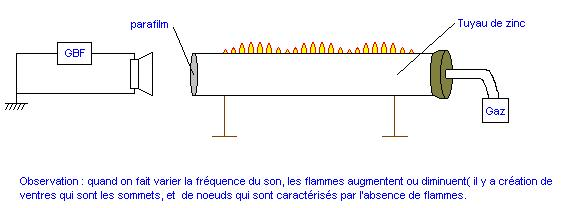 parafilm
Tuyau de zinc
GBF
Gaz
Observation : quand on fait varier la fréquence du son, les flammes augmentent ou diminuent( il y a création de
ventres qui sont les sommets, et de noeuds qui sont caractérisés par l'absence de flammes.